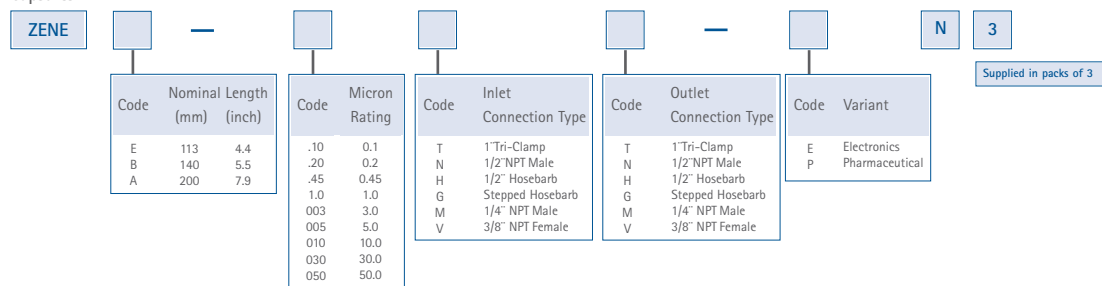 ZENE — — N 3
Supplied in packs of 3
Code Nominal Length
(mm) (inch)
E 113 4.4
B 140 5.5
A 200 7.9
Code Micron
Rating
.10 0.1
.20 0.2
.45 0.45
1.0 1.0
003 3.0
005 5.0
010 10.0
030 30.0
050 50.0
Code Inlet
Connection Type
T 1¨Tri-Clamp
N 1/2¨NPT Male
H 1/2¨ Hosebarb
G Stepped Hosebarb
M 1/4¨ NPT Male
V 3/8¨ NPT Female
Code Outlet
Connection Type
T 1¨Tri-Clamp
N 1/2¨NPT Male
H 1/2¨ Hosebarb
G Stepped Hosebarb
M 1/4¨ NPT Male
V 3/8¨ NPT Female
Code Variant
E Electronics
P Pharmaceutical